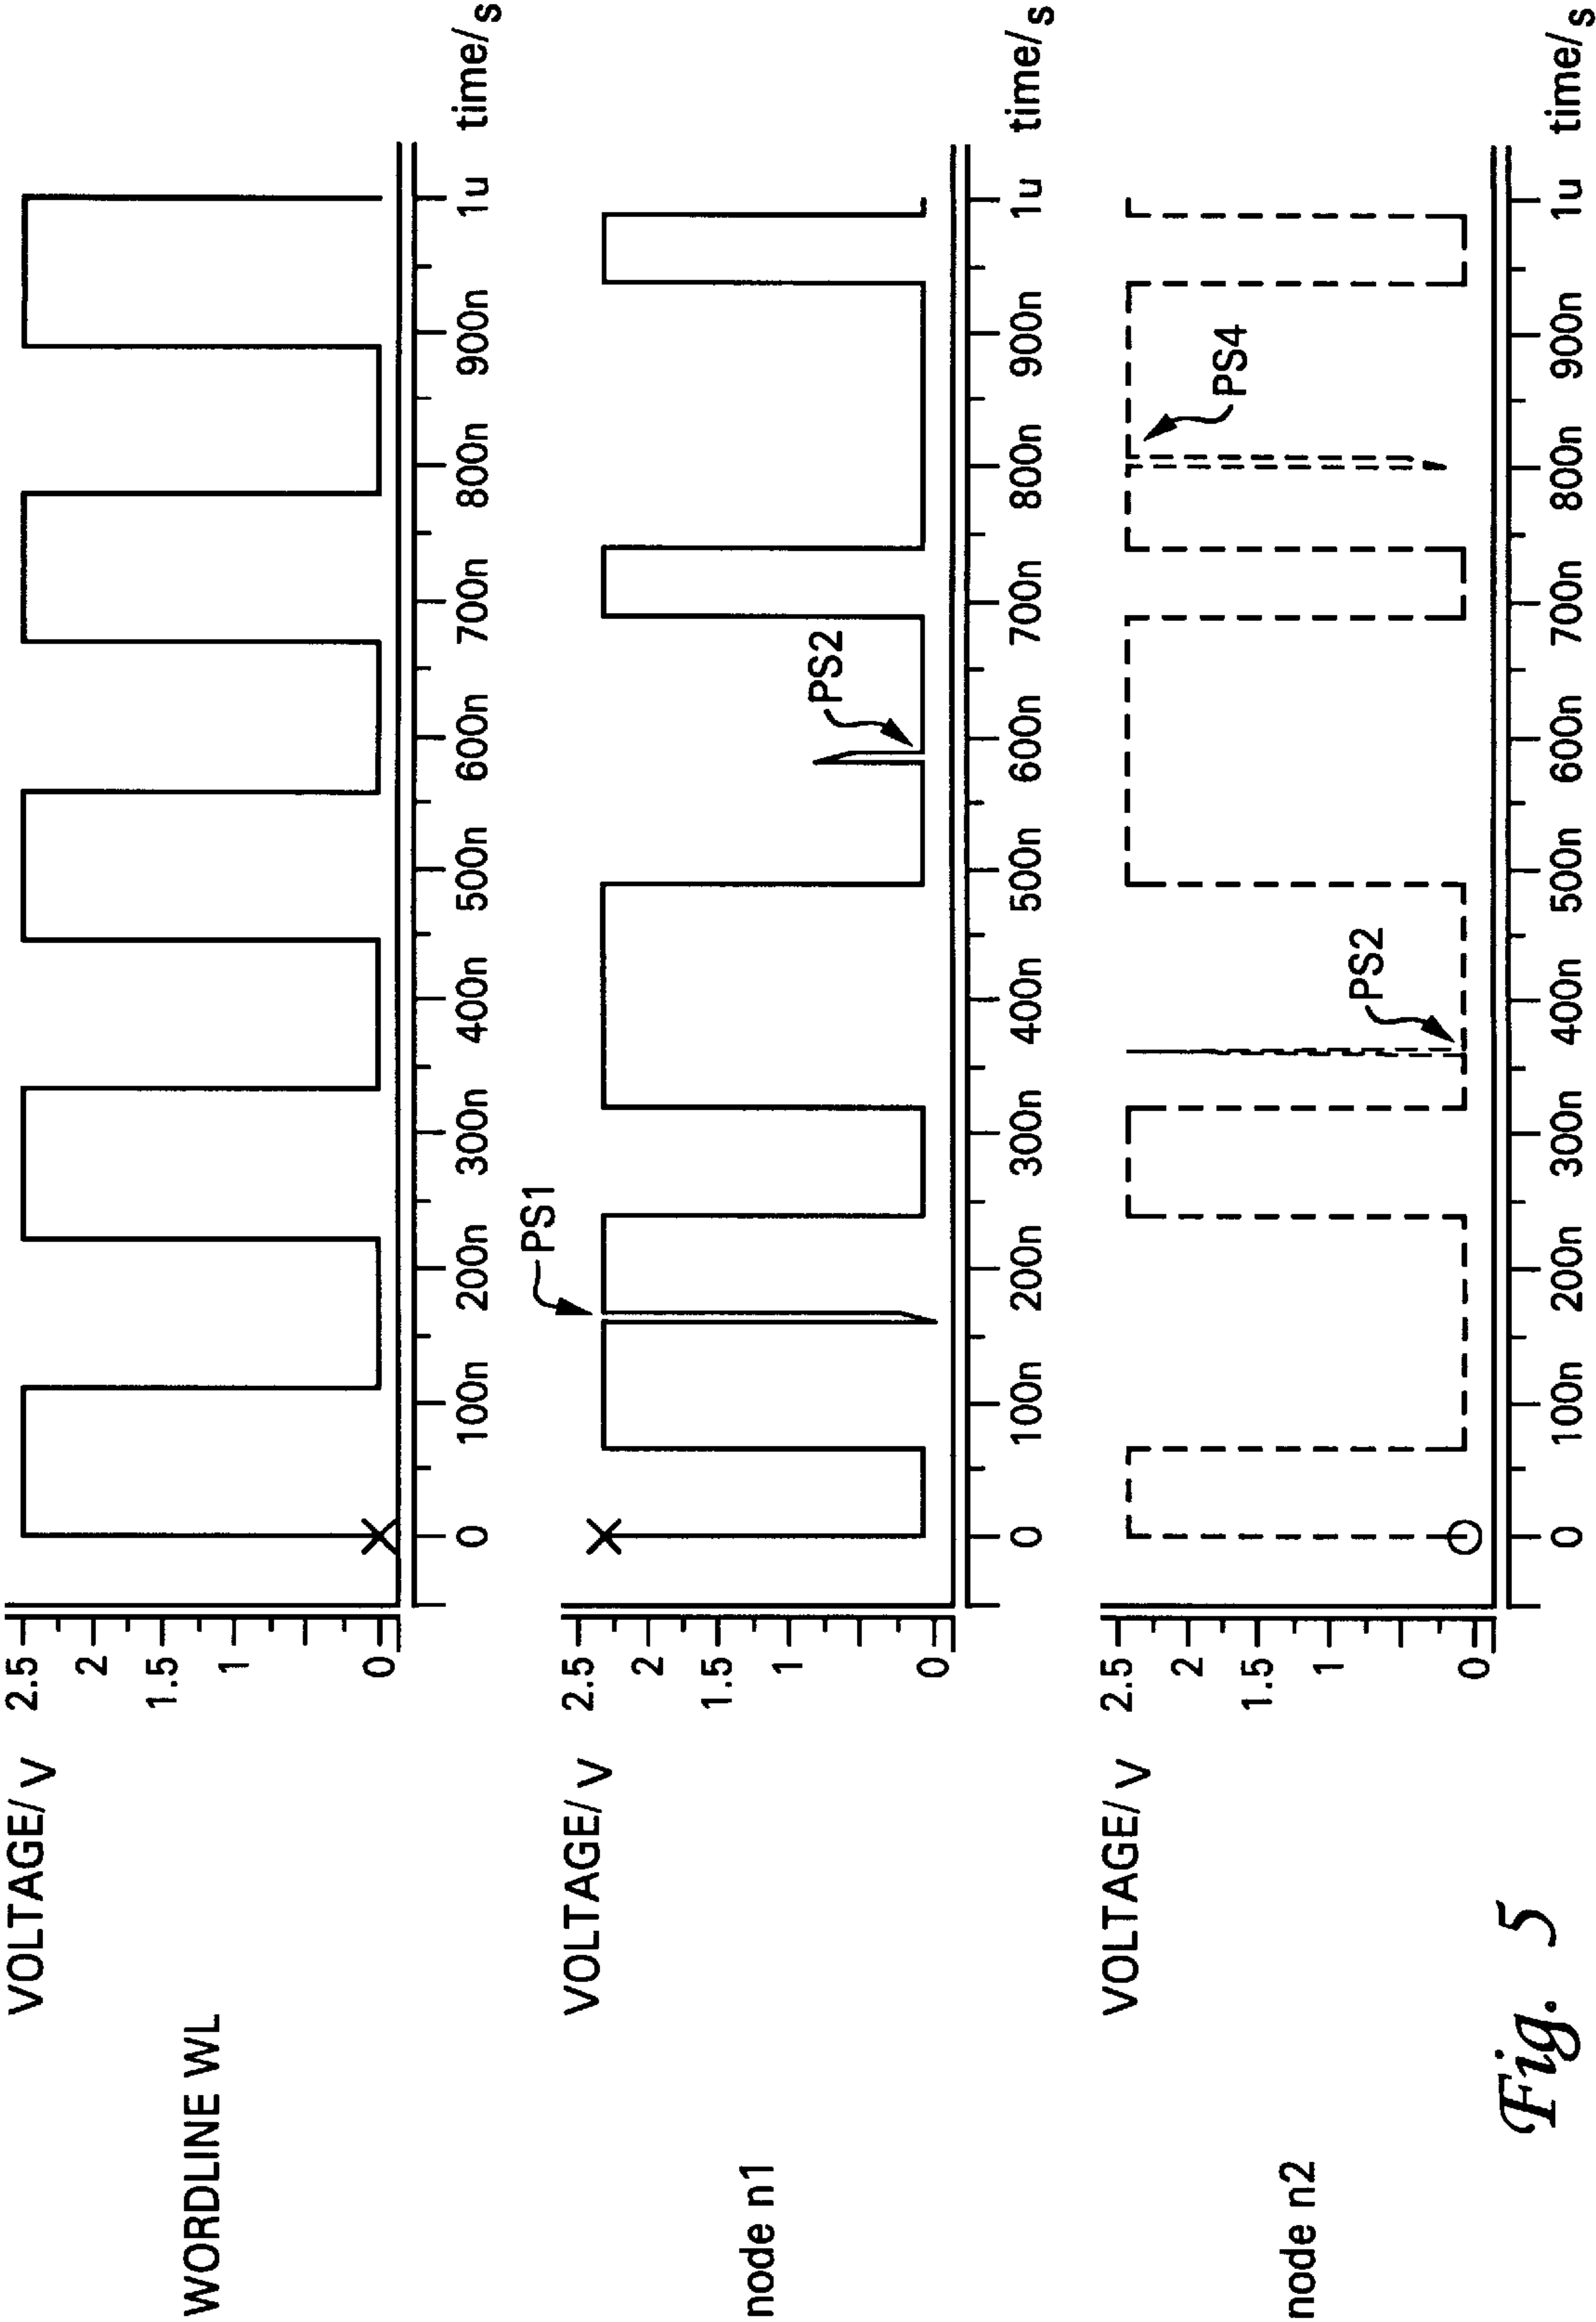 VOLTAGE/V
WORDLINE WL
2.5
2
1.5
1
0
0 100n 200n 300n 400n 500n 600n 700n 800n 900n 1u time/s
VOLTAGE/V
node n1
2.5
2
1.5
1
0
PS1
PS2
0 100n 200n 300n 400n 500n 600n 700n 800n 900n 1u time/s
VOLTAGE/V
node n2
2.5
2
1.5
1
0
PS2
PS4
0 100n 200n 300n 400n 500n 600n 700n 800n 900n 1u time/s
Fig. 5